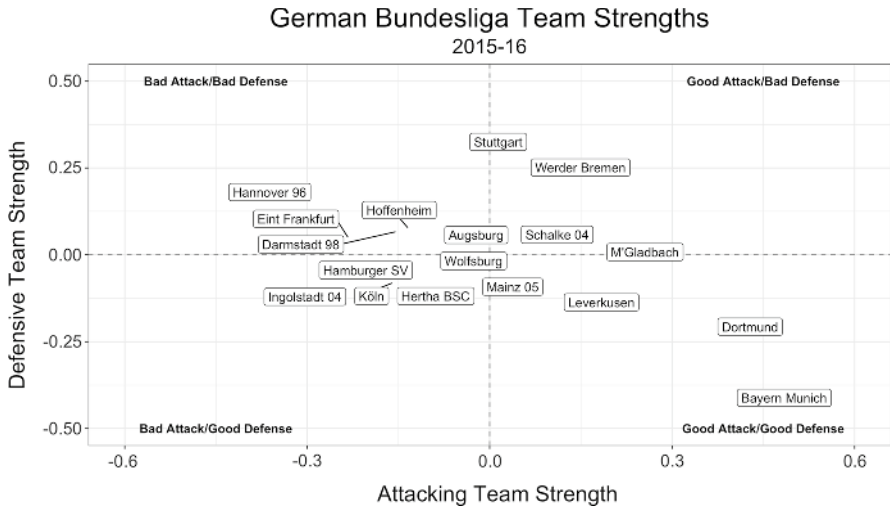 German Bundesliga Team Strengths
2015-16
Defensive Team Strength
0.50
0.25
0.00
-0.25
-0.50
Bad Attack/Bad Defense
Good Attack/Bad Defense
Stuttgart
Werder Bremen
Hannover 96
Hoffenheim
Eint Frankfurt
Darmstadt 98
Augsburg
Schalke 04
M'Gladbach
Wolfsburg
Hamburger SV
Mainz 05
Ingolstadt 04
Köln
Hertha BSC
Leverkusen
Dortmund
Bayern Munich
Bad Attack/Good Defense
Good Attack/Good Defense
-0.6
-0.3
0.0
0.3
0.6
Attacking Team Strength